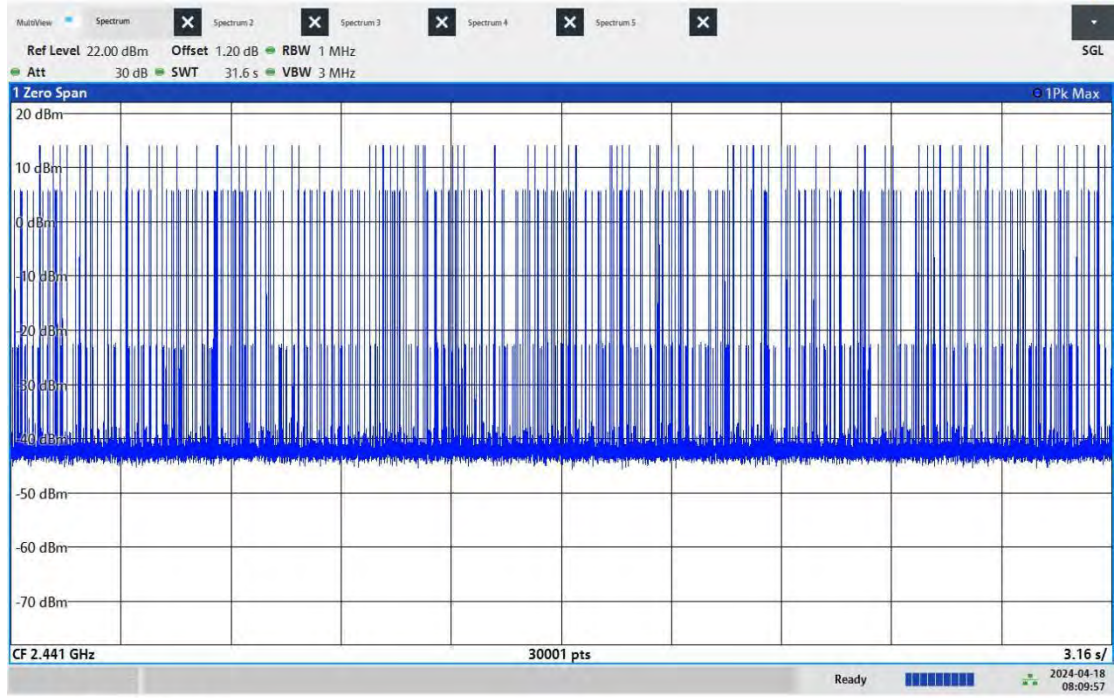 MultiView Spectrum Spectrum 2 Spectrum 3 Spectrum 4 Spectrum 5
Ref Level 22.00 dBm Offset 1.20 dB RBW 1 MHz SGL
Att 30 dB SWT 31.6 s VBW 3 MHz
1 Zero Span 1Pk Max
20 dBm
10 dBm
0 dBm
-10 dBm
-20 dBm
-30 dBm
-40 dBm
-50 dBm
-60 dBm
-70 dBm
CF 2.441 GHz 30001 pts 3.16 s/
Ready 2024-04-18
08:09:57